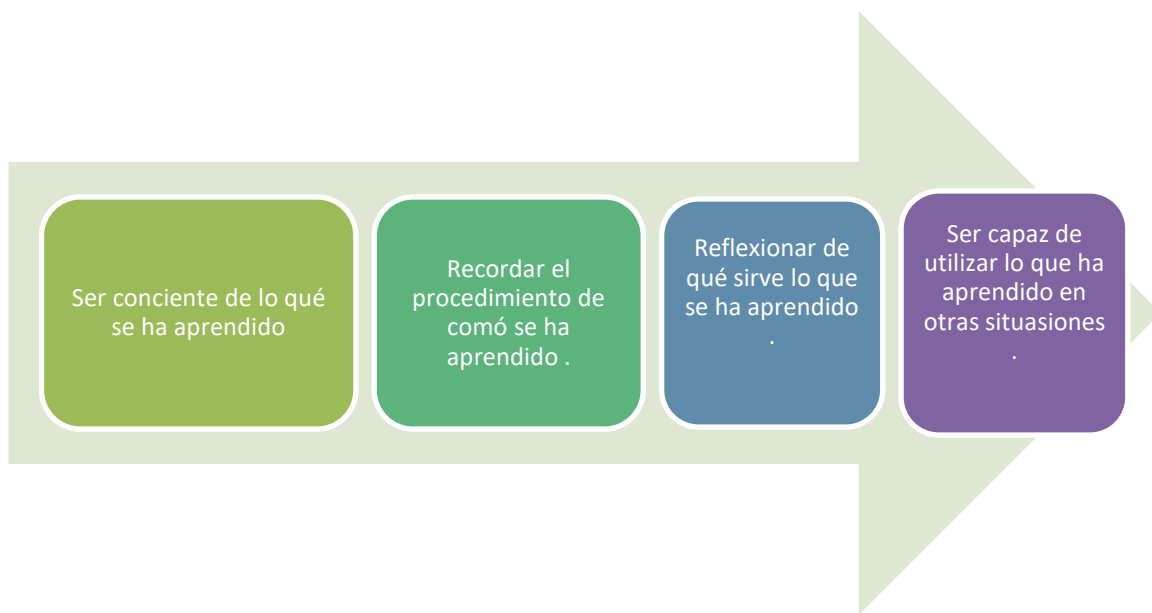 Ser conciente de lo qué
se ha aprendido
Recordar el
procedimiento de
comó se ha
aprendido .
Reflexionar de
qué sirve lo que
se ha aprendido
.
Ser capaz de
utilizar lo que ha
aprendido en
otras situasiones
.